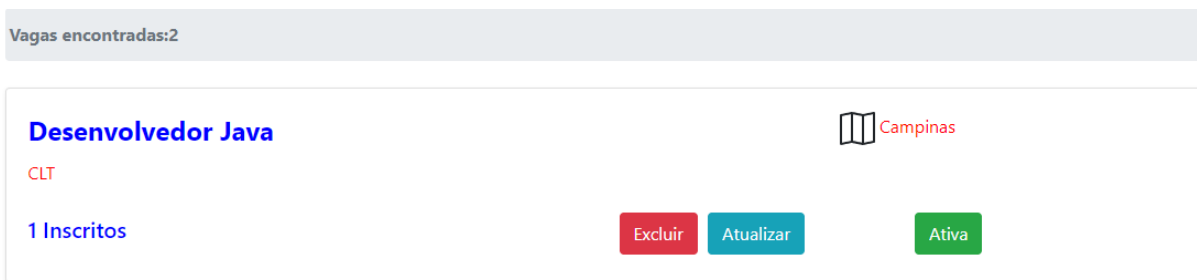 Vagas encontradas:2
Desenvolvedor Java
Campinas
CLT
1 Inscritos
Excluir
Atualizar
Ativa